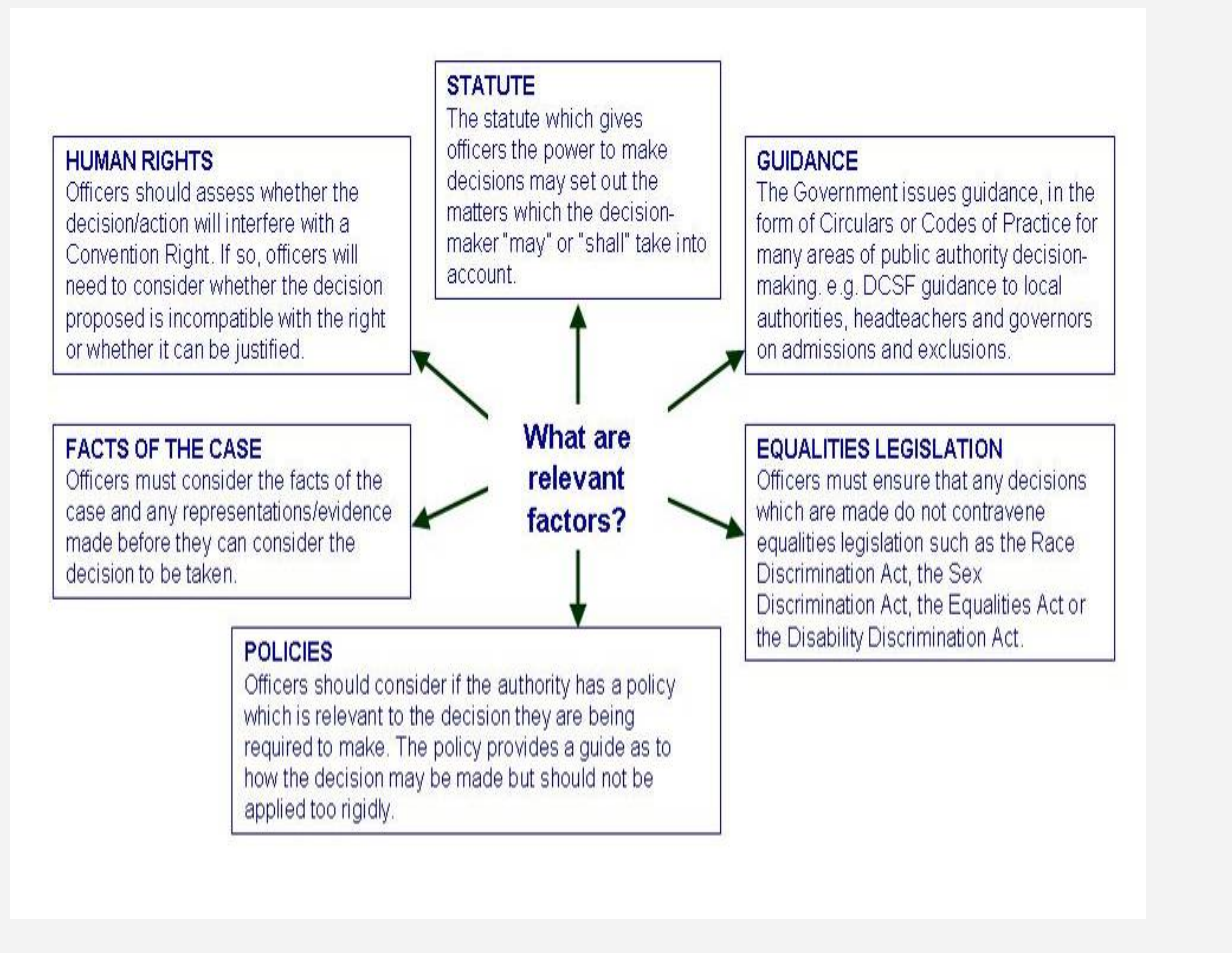 STATUTE
The statute which gives
officers the power to make
decisions may set out the
matters which the decision-
maker "may" or "shall" take into
account.
HUMAN RIGHTS
Officers should assess whether the
decision/action will interfere with a
Convention Right. If so, officers will
need to consider whether the decision
proposed is incompatible with the right
or whether it can be justified.
GUIDANCE
The Government issues guidance, in the
form of Circulars or Codes of Practice for
many areas of public authority decision-
making. e.g. DCSF guidance to local
authorities, headteachers and governors
on admissions and exclusions.
What are
relevant
factors?
FACTS OF THE CASE
Officers must consider the facts of the
case and any representations/evidence
made before they can consider the
decision to be taken.
EQUALITIES LEGISLATION
Officers must ensure that any decisions
which are made do not contravene
equalities legislation such as the Race
Discrimination Act, the Sex
Discrimination Act, the Equalities Act or
the Disability Discrimination Act.
POLICIES
Officers should consider if the authority has a policy
which is relevant to the decision they are being
required to make. The policy provides a guide as to
how the decision may be made but should not be
applied too rigidly.